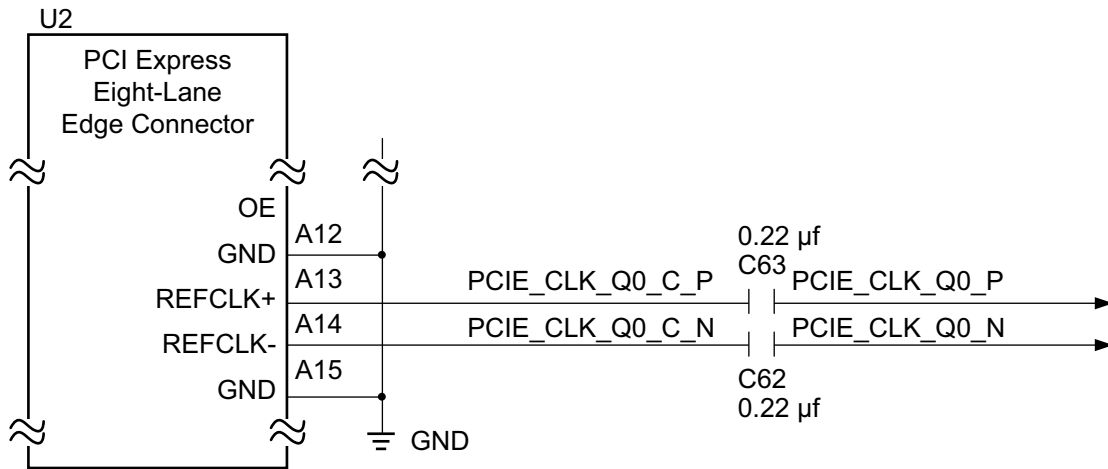 U2
PCI Express
Eight-Lane
Edge Connector
OE
A12
GND
A13
REFCLK+
A14
REFCLK-
A15
GND
PCIE_CLK_Q0_C_P
PCIE_CLK_Q0_C_N
0.22 µf
C63
PCIE_CLK_Q0_P
PCIE_CLK_Q0_N
C62
0.22 µf
GND